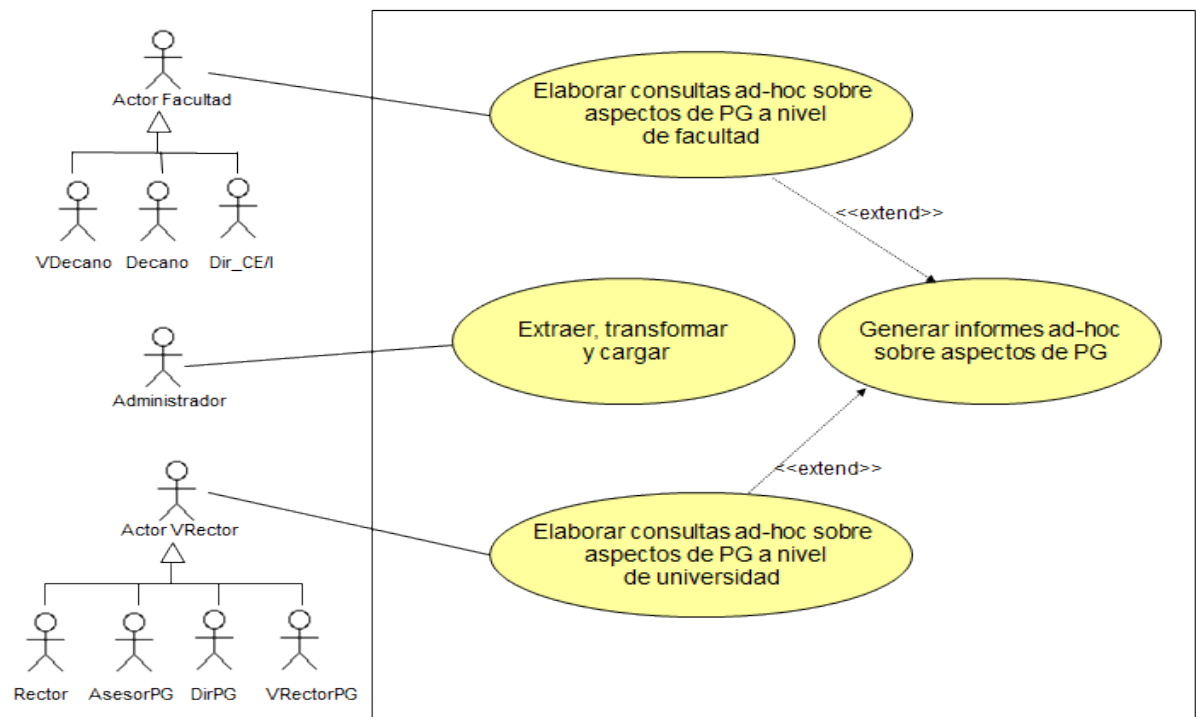 Actor Facultad
VDecano
Decano
Dir_CE/I
Elaborar consultas ad-hoc sobre
aspectos de PG a nivel
de facultad
<<extend>>
Administrador
Extraer, transformar
y cargar
Generar informes ad-hoc
sobre aspectos de PG
<<extend>>
Actor VRector
Rector
AsesorPG
DirPG
VRectorPG
Elaborar consultas ad-hoc sobre
aspectos de PG a nivel
de universidad